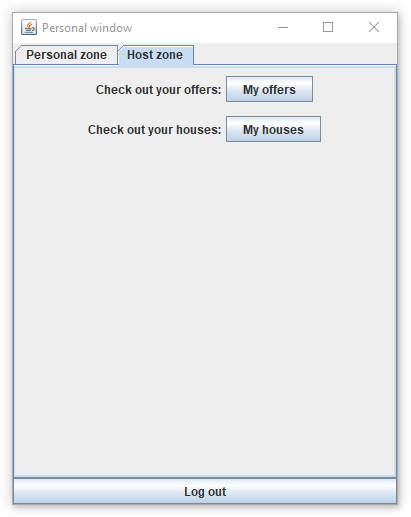 Personal window
Personal zone Host zone
Check out your offers: My offers
Check out your houses: My houses
Log out